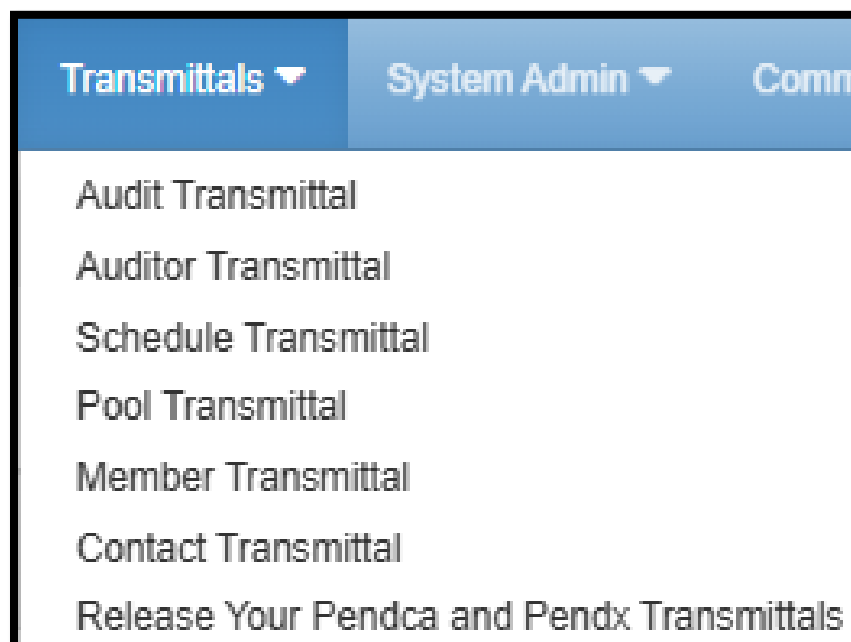 Transmittals System Admin Comm
Audit Transmittal
Auditor Transmittal
Schedule Transmittal
Pool Transmittal
Member Transmittal
Contact Transmittal
Release Your Pendca and Pendx Transmittals